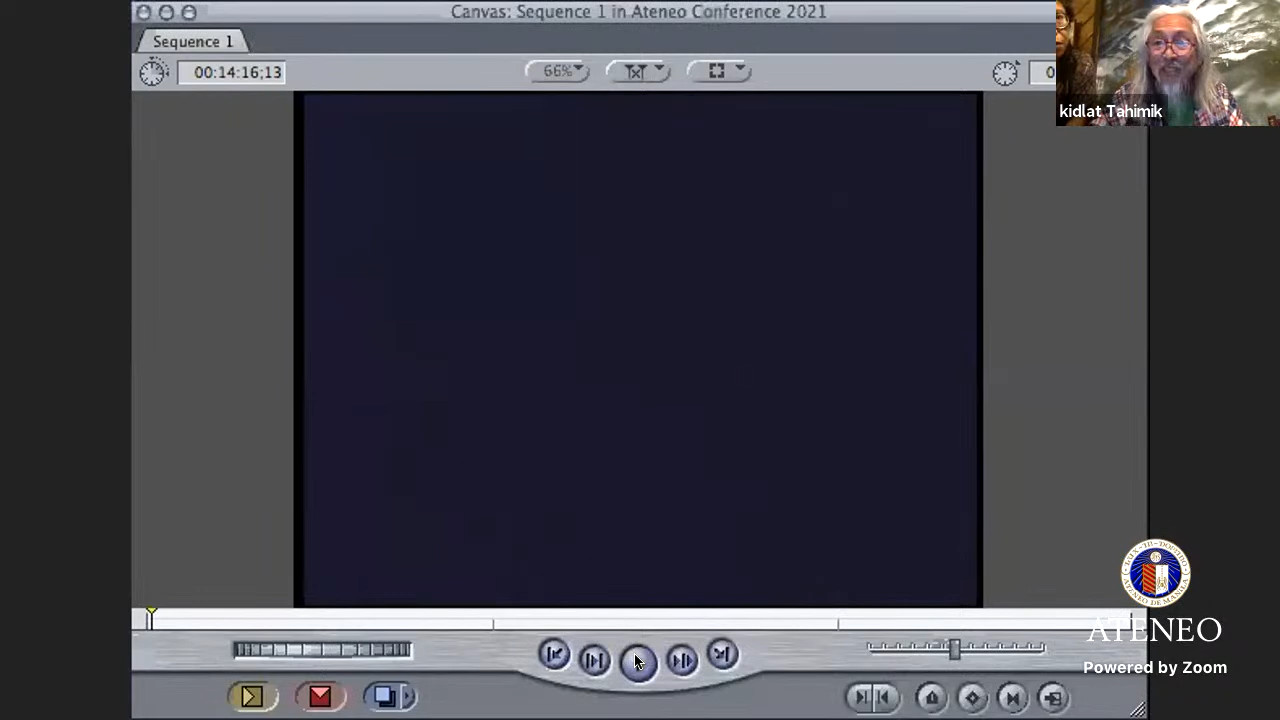 Canvas: Sequence 1 in Ateneo Conference 2021
Sequence 1
00:14:16;13
66%
0
kidlat Tahimik
ATENEO
Powered by Zoom